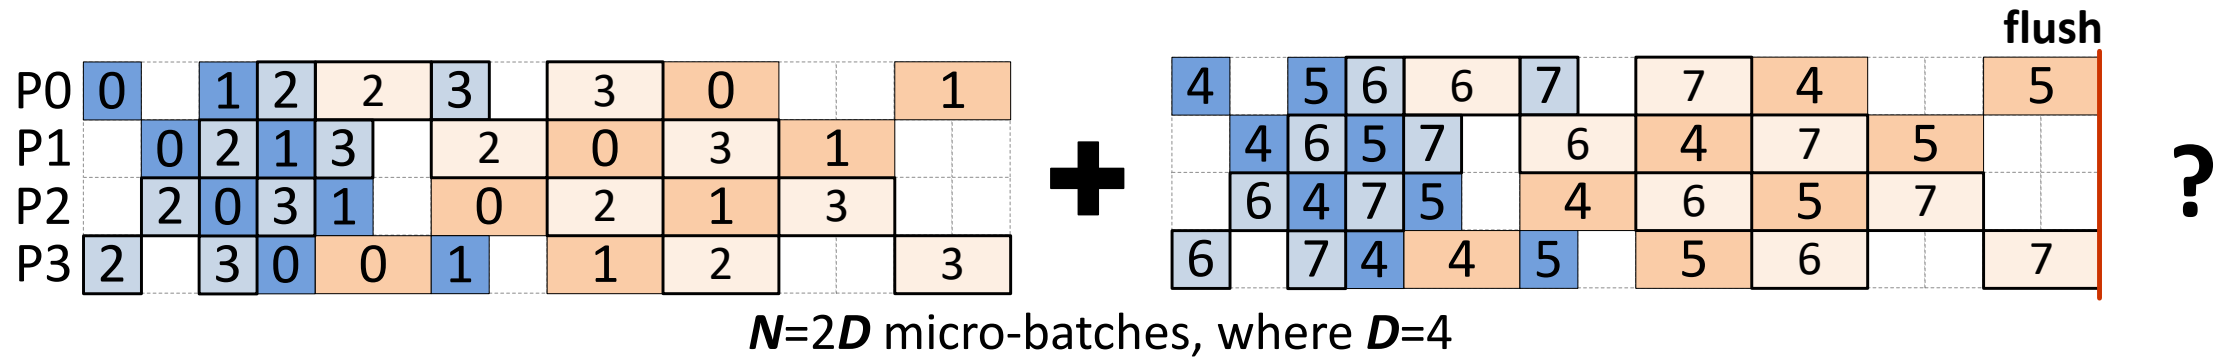 flush
P0 0 1 2 2 3 3 0 1 4 5 6 6 7 7 4 5
P1 0 2 1 3 2 0 3 1 + 4 6 5 7 6 4 7 5 ?
P2 2 0 3 1 0 2 1 3 6 4 7 5 4 6 5 7
P3 2 3 0 0 1 1 2 3 6 7 4 4 5 5 6 7
N=2D micro-batches, where D=4